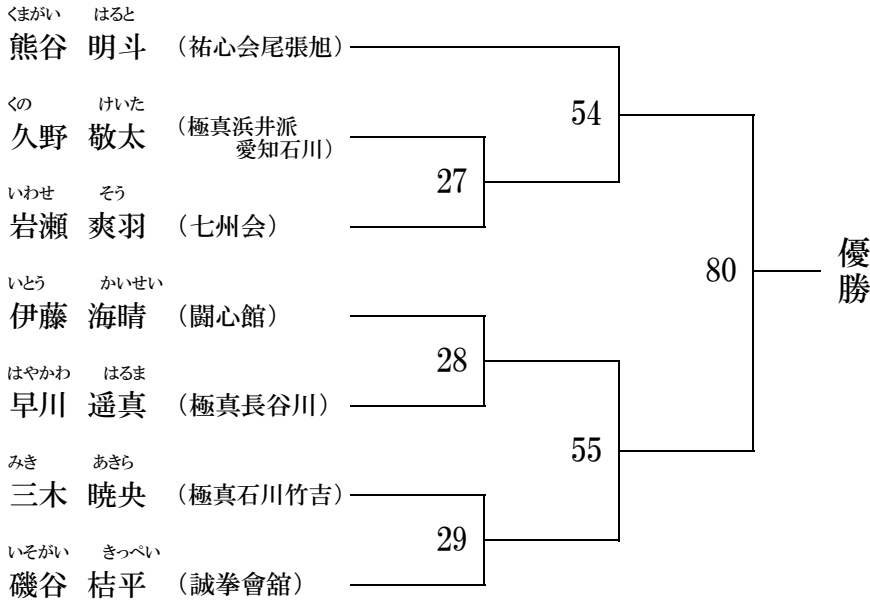 くまがい はると
熊谷 明斗 （祐心会尾張旭）
くの けいた
久野 敬太 （極真浜井派
愛知石川）
いわせ そう
岩瀬 爽羽 （七州会）
いとう かいせい
伊藤 海晴 （闘心館）
はやかわ はるま
早川 遥真 （極真長谷川）
みき あきら
三木 暁央 （極真石川竹吉）
いそがい きっぺい
磯谷 桔平 （誠拳會舘）
27
28
29
54
55
80
優勝